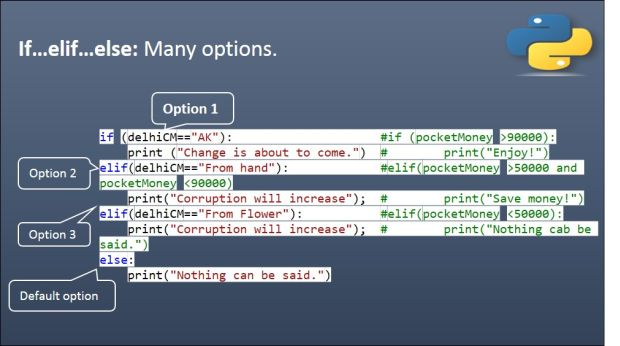 If…elif…else: Many options.
Option 1
if (delhiCM=="AK"): #if (pocketMoney >90000):
print ("Change is about to come.") # print("Enjoy!")
Option 2
elif(delhiCM=="From hand"): #elif(pocketMoney >50000 and
pocketMoney <90000)
print("Corruption will increase"); # print("Save money!")
Option 3
elif(delhiCM=="From Flower"): #elif(pocketMoney <50000):
print("Corruption will increase"); # print("Nothing cab be
said.")
else:
print("Nothing can be said.")
Default option